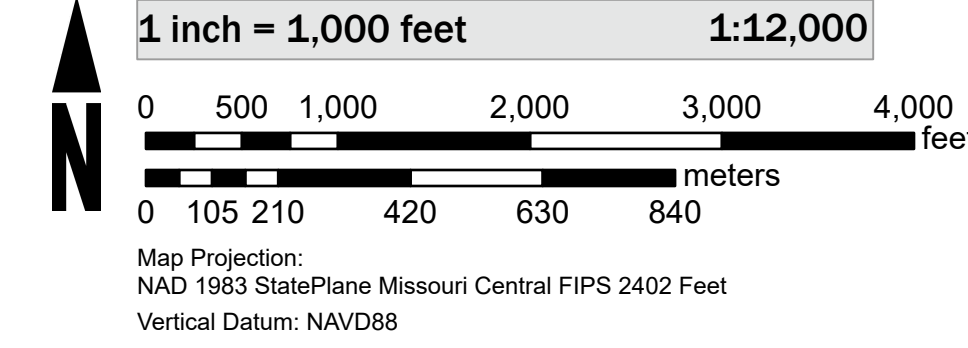 1 inch = 1,000 feet 1:12,000
0 500 1,000 2,000 3,000 4,000
feet
meters
0 105 210 420 630 840
N
Map Projection:
NAD 1983 StatePlane Missouri Central FIPS 2402 Feet
Vertical Datum: NAVD88